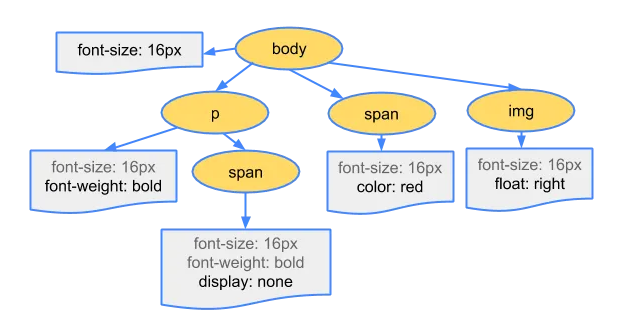 font-size: 16px
body
p
span
img
font-size: 16px
font-weight: bold
span
font-size: 16px
color: red
font-size: 16px
float: right
font-size: 16px
font-weight: bold
display: none